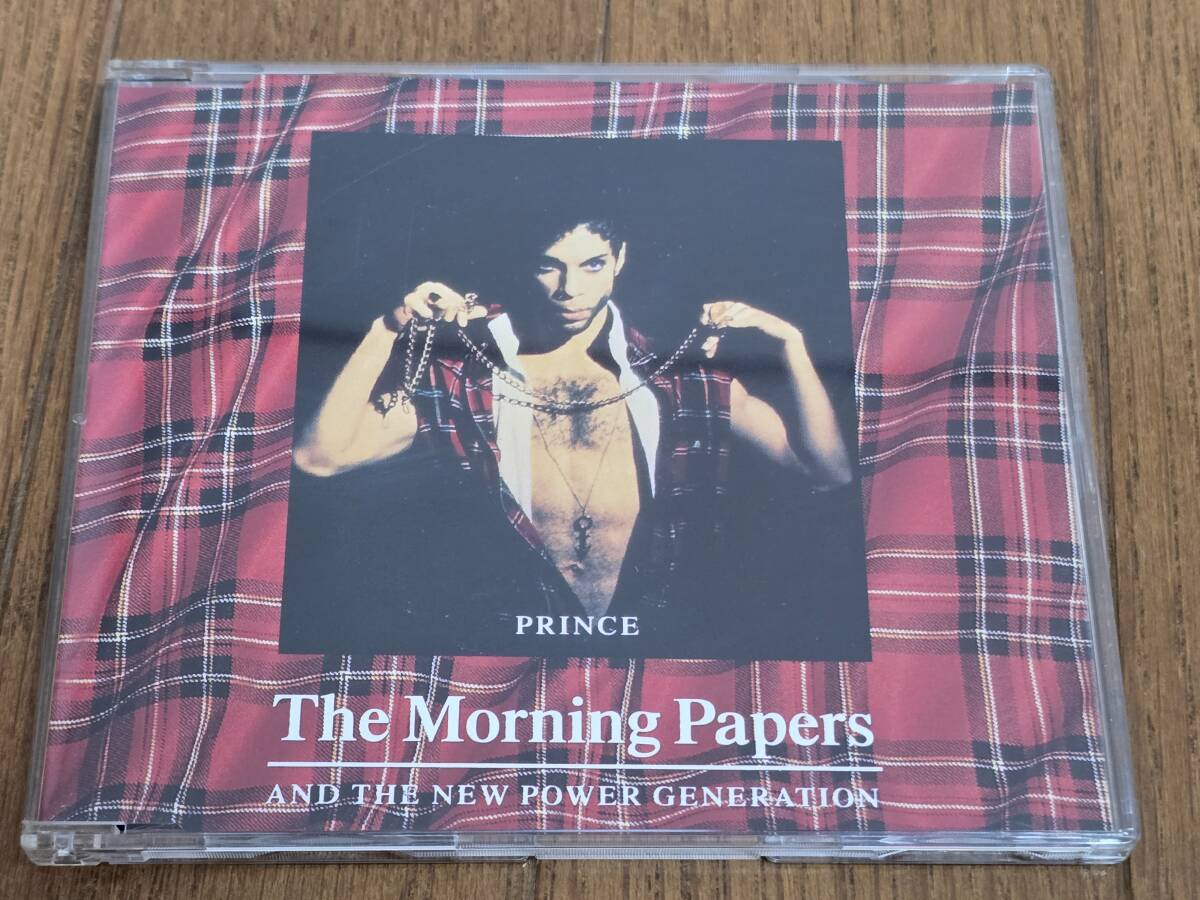 PRINCE
The Morning Papers
AND THE NEW POWER GENERATION